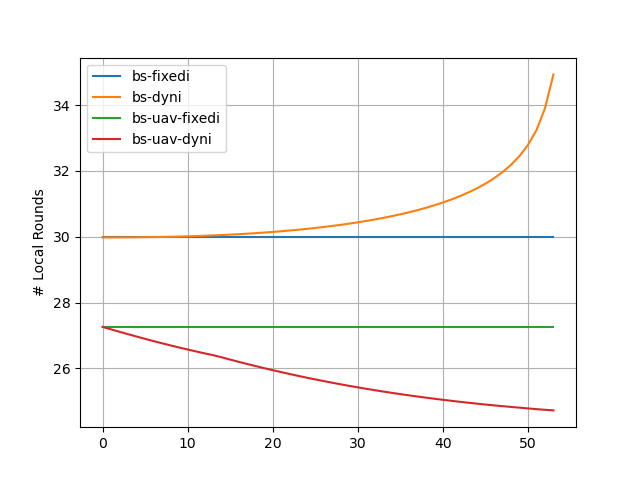 bs-fixedi
bs-dyni
bs-uav-fixedi
bs-uav-dyni
# Local Rounds
34
32
30
28
26
0 10 20 30 40 50